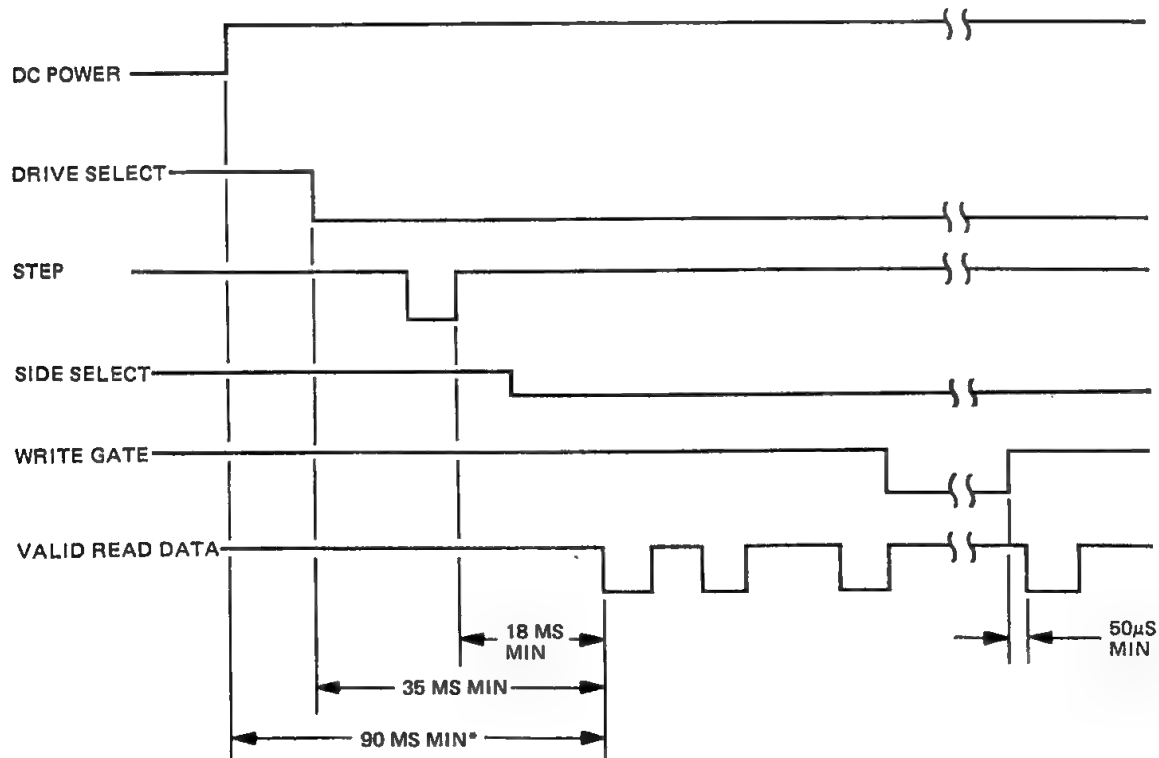 DC POWER
DRIVE SELECT
STEP
SIDE SELECT
WRITE GATE
VALID READ DATA
18 MS
MIN
50μS
MIN
35 MS MIN
90 MS MIN*